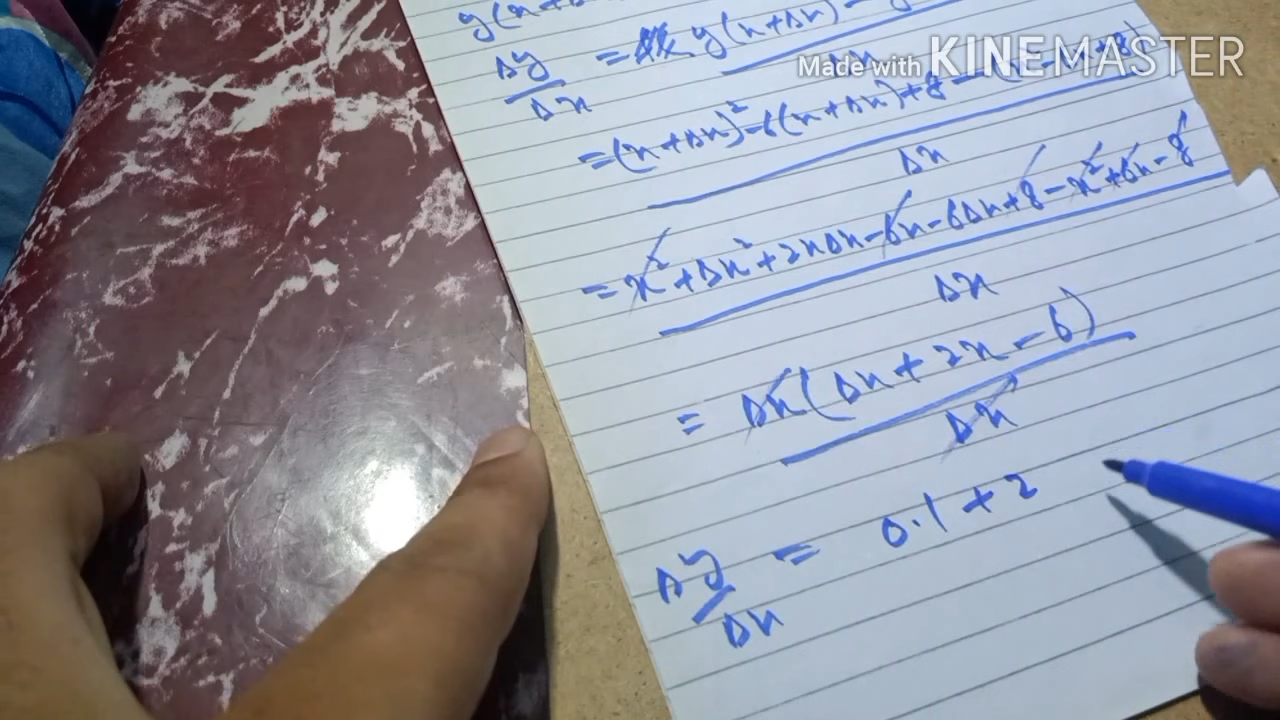 y(x+Δx)
Δy/Δx = y(x+Δx) -
Made with KINEMASTER
= (x+Δx)²-6(x+Δx)+8-(x²-6x+8)
Δx
= x²+Δx²+2xΔx-6x-6Δx+8-x²+6x-8
Δx
= Δx(Δx+2x-6)
Δx
Δy/Δx = 0.1+2